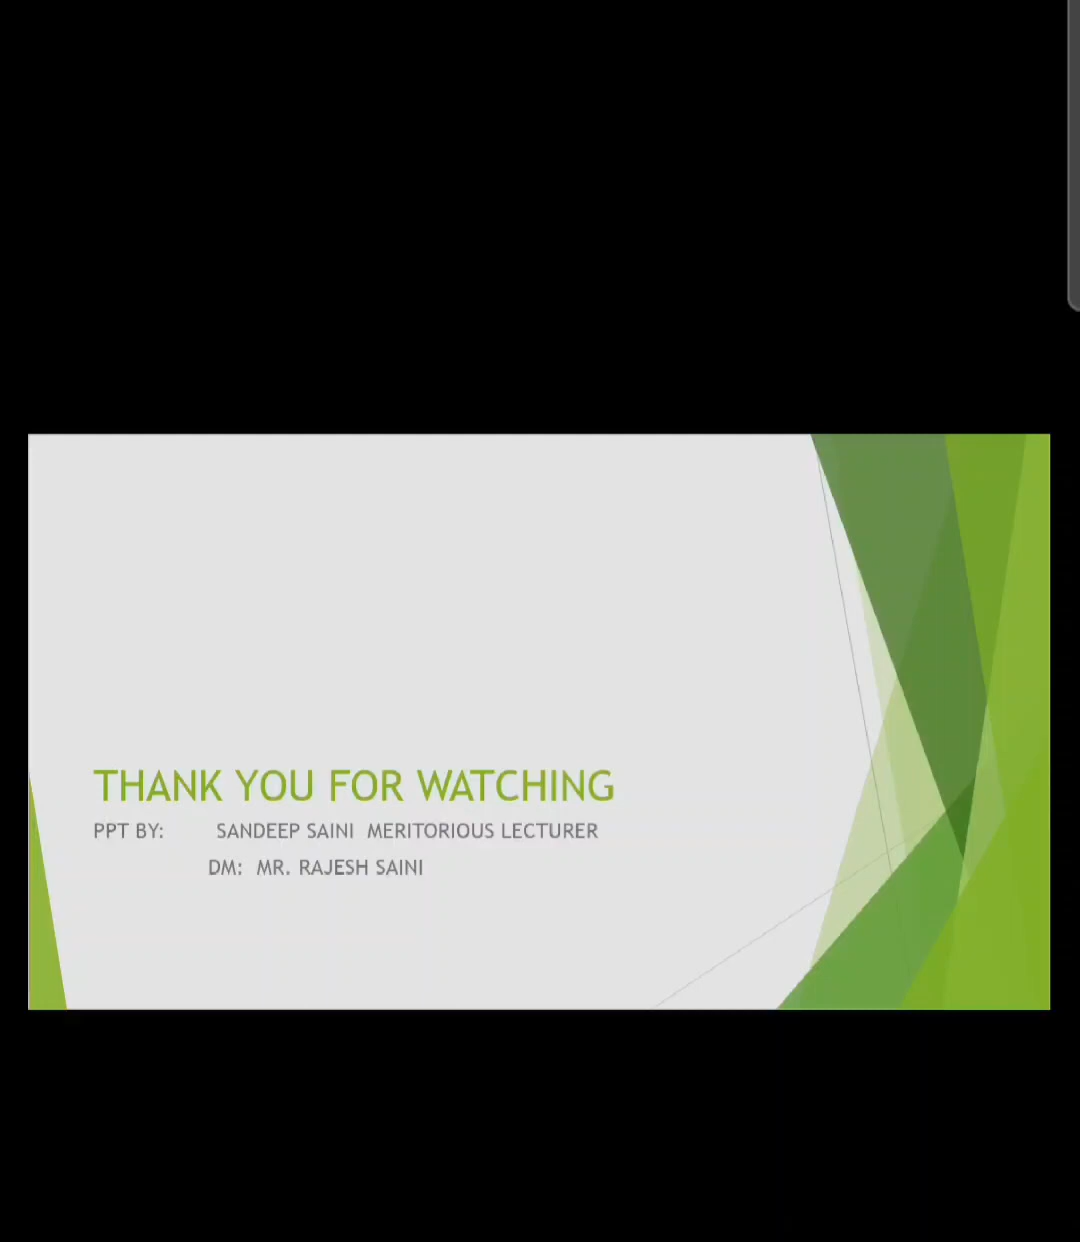 THANK YOU FOR WATCHING
PPT BY: SANDEEP SAINI MERITORIOUS LECTURER
DM: MR. RAJESH SAINI